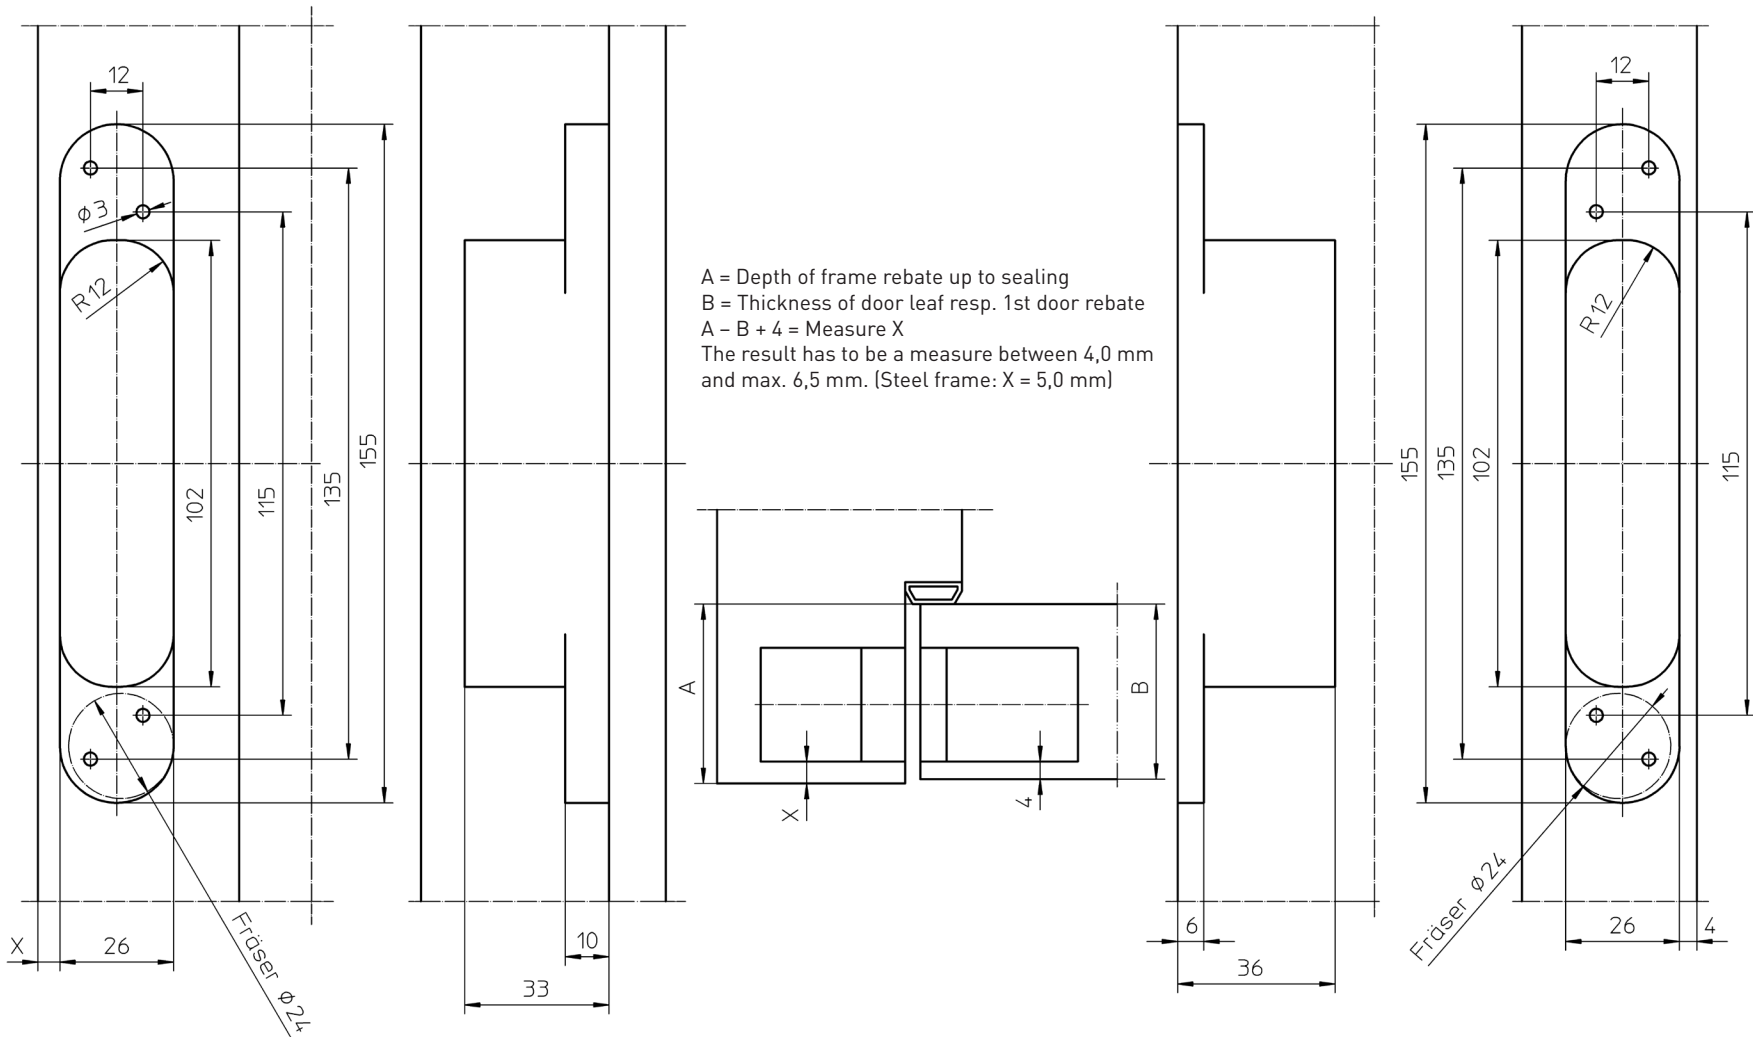 12
ø3
R12
102
115
135
155
X
26
Fräser ø24
10
33
A = Depth of frame rebate up to sealing
B = Thickness of door leaf resp. 1st door rebate
A – B + 4 = Measure X
The result has to be a measure between 4,0 mm
and max. 6,5 mm. (Steel frame: X = 5,0 mm)
A
B
X
4
6
36
12
R12
155
135
102
115
Fräser ø24
26
4